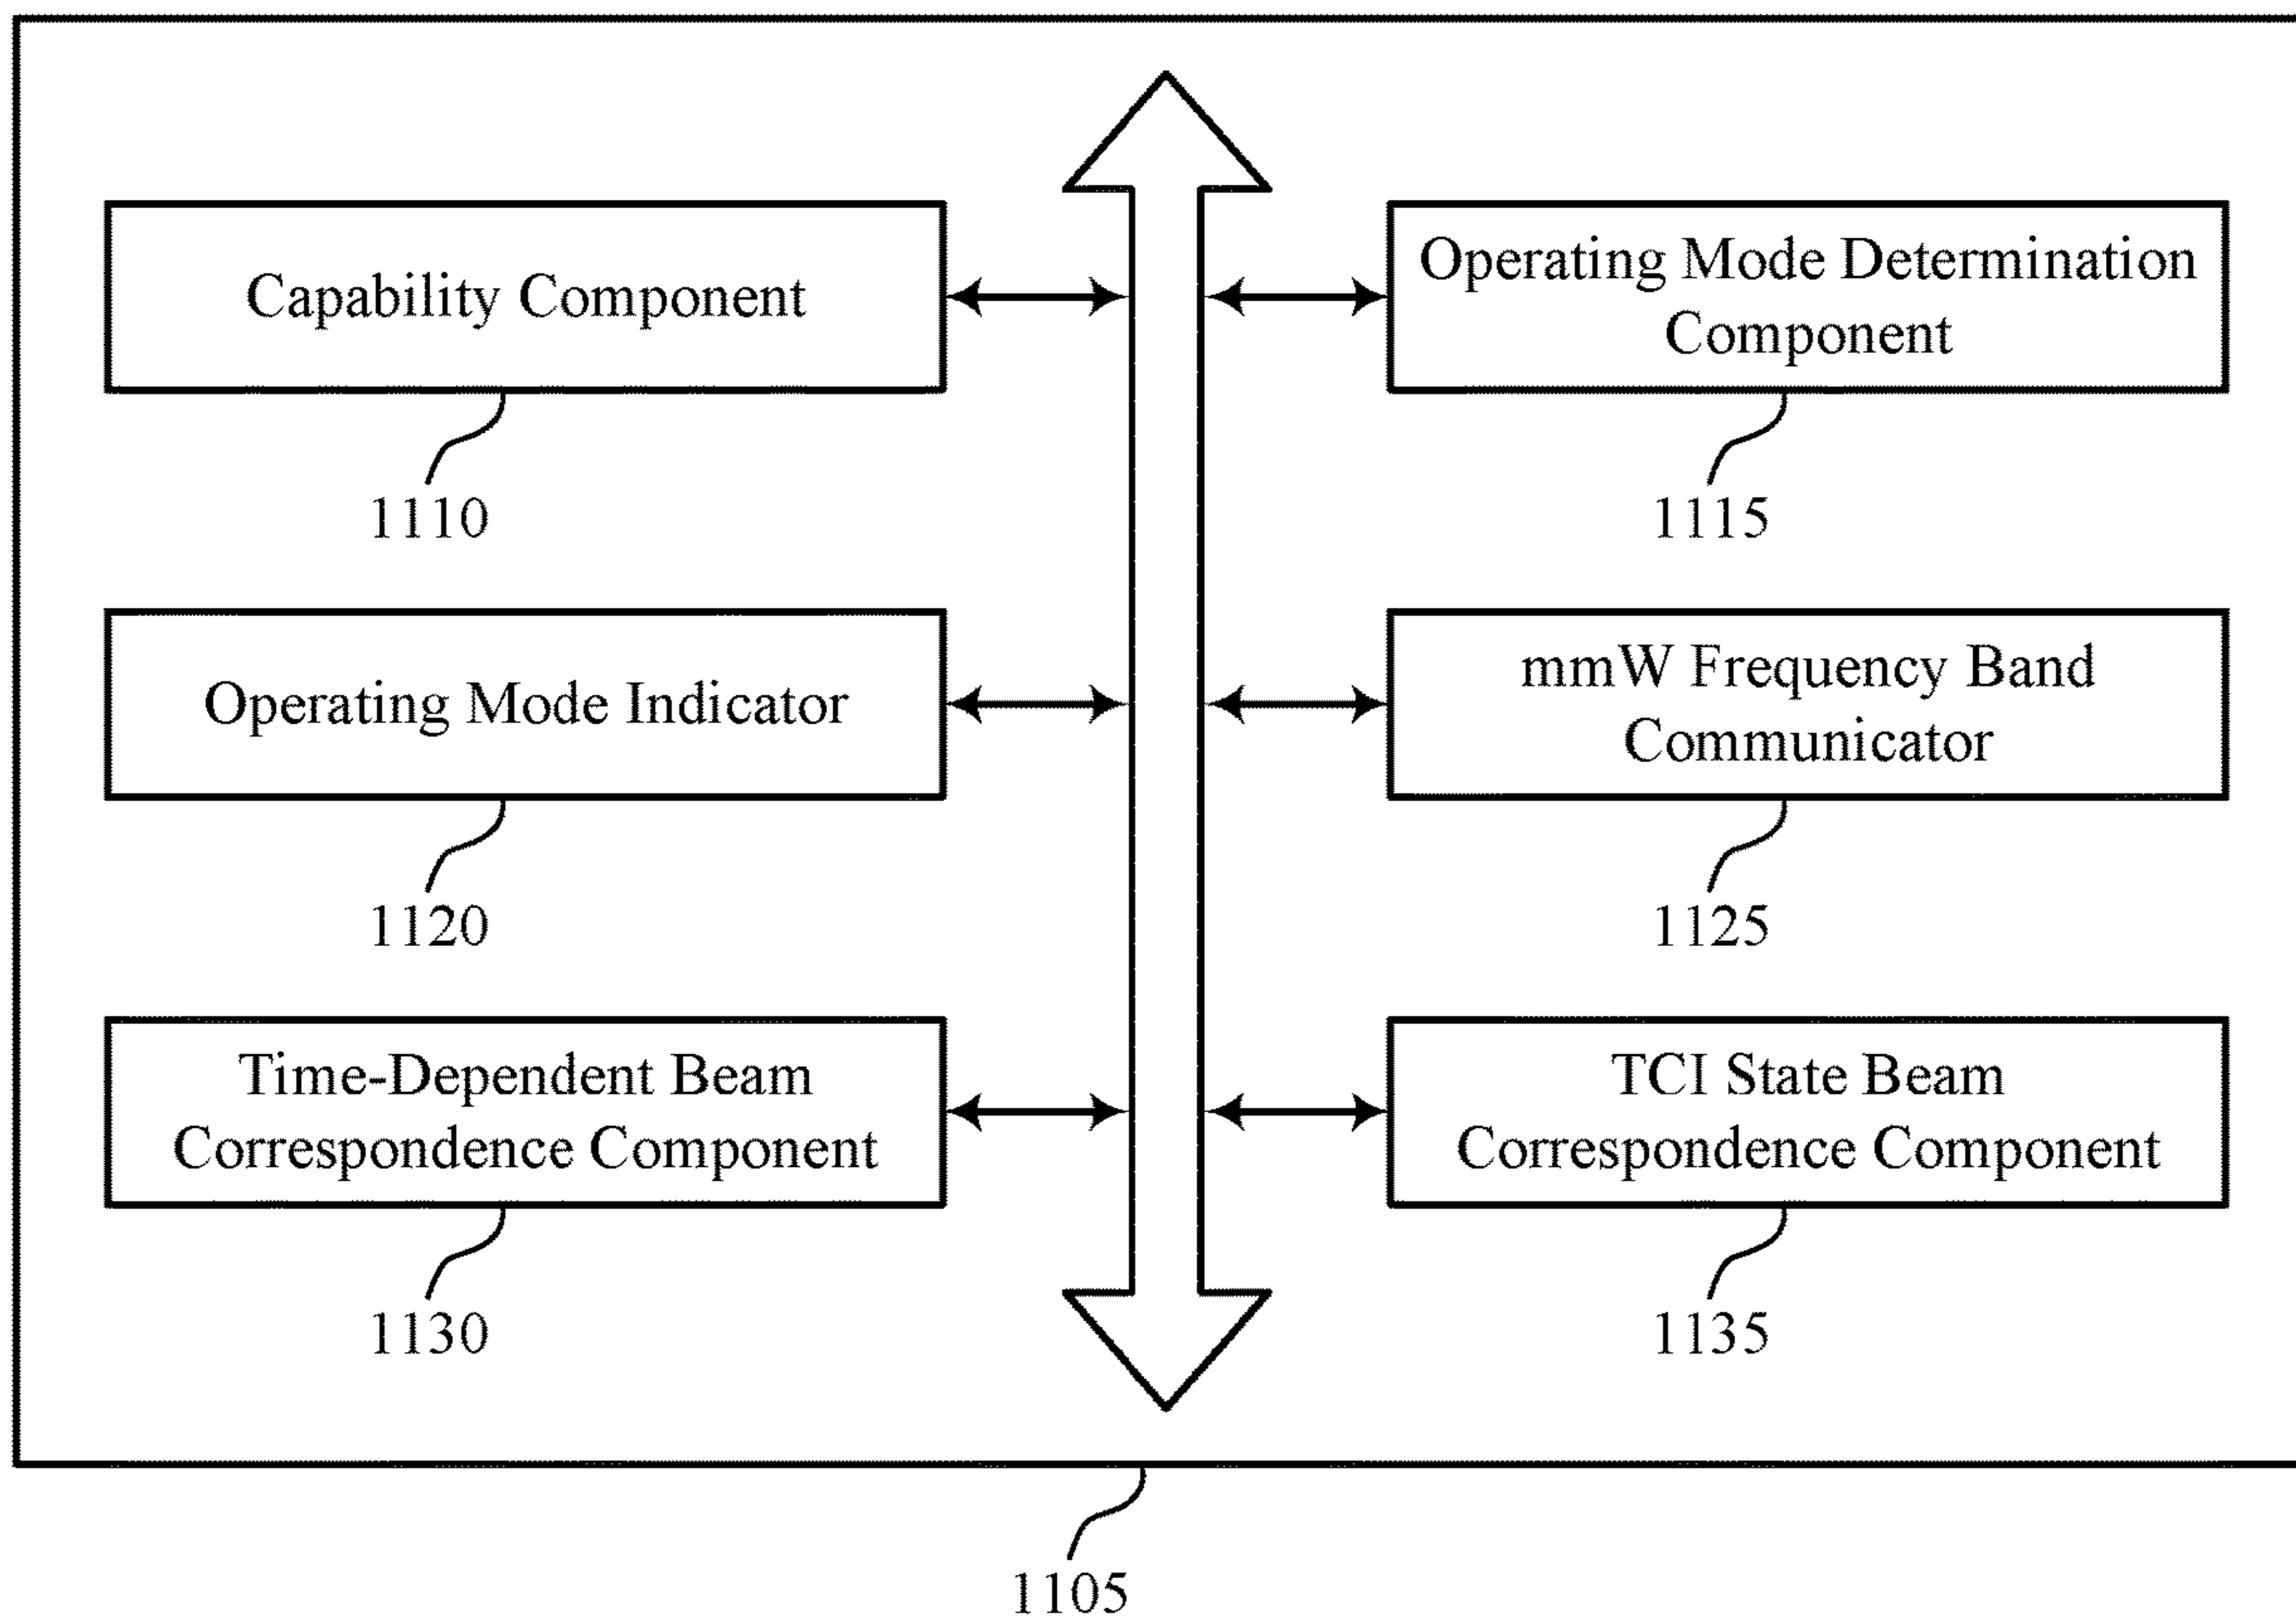 Capability Component
1110
Operating Mode Determination
Component
1115
Operating Mode Indicator
1120
mmW Frequency Band
Communicator
1125
Time-Dependent Beam
Correspondence Component
1130
TCI State Beam
Correspondence Component
1135
1105